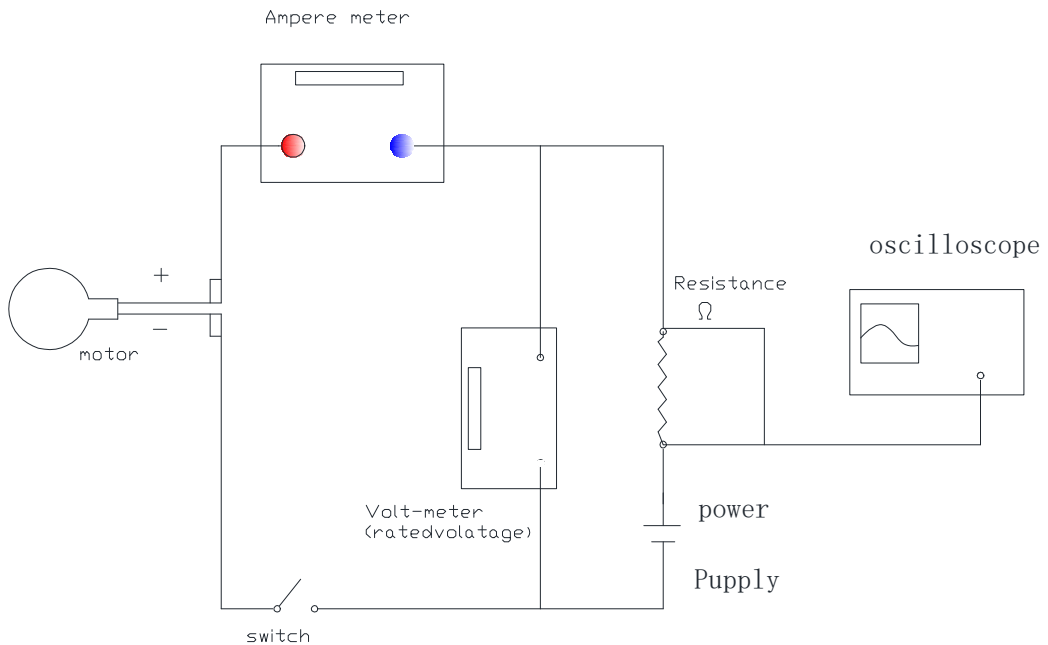 Ampere meter
oscilloscope
+
Resistance
Ω
−
motor
Volt-meter
(ratedvolatage)
power
Pupply
switch